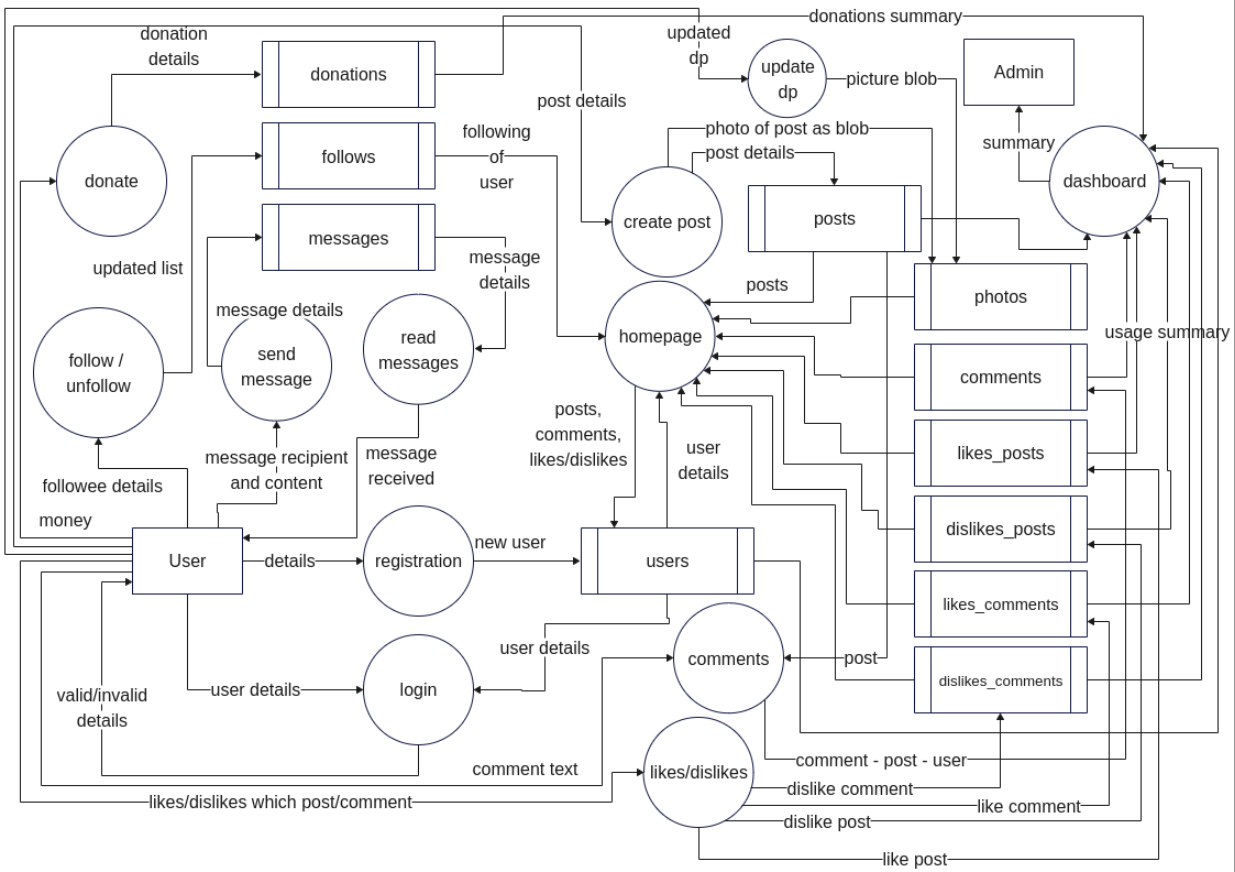 donations summary
donation
details
updated
dp
donations
update
dp
picture blob
Admin
post details
donate
follows
following
of
user
photo of post as blob
post details
summary
dashboard
create post
posts
messages
message
details
updated list
posts
photos
message details
follow /
unfollow
send
message
read
messages
homepage
usage summary
comments
posts,
comments,
likes/dislikes
user
details
likes_posts
message recipient
and content
message
received
followee details
money
dislikes_posts
User
details
registration
new user
users
likes_comments
user details
comments
post
dislikes_comments
valid/invalid
details
user details
login
comment text
likes/dislikes
comment - post - user
dislike comment
likes/dislikes which post/comment
like comment
dislike post
like post